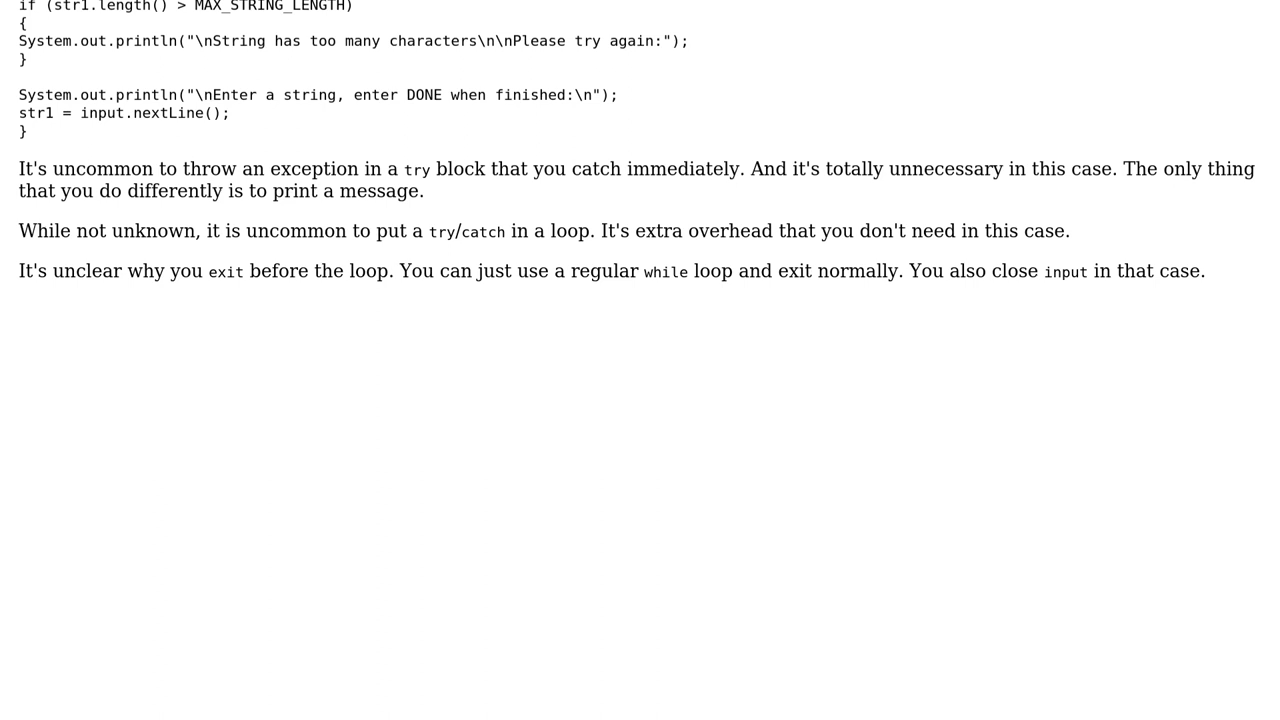 if (str1.length() > MAX_STRING_LENGTH)
{
System.out.println("\nString has too many characters\n\nPlease try again:");
}
System.out.println("\nEnter a string, enter DONE when finished:\n");
str1 = input.nextLine();
}
It's uncommon to throw an exception in a try block that you catch immediately. And it's totally unnecessary in this case. The only thing
that you do differently is to print a message.
While not unknown, it is uncommon to put a try/catch in a loop. It's extra overhead that you don't need in this case.
It's unclear why you exit before the loop. You can just use a regular while loop and exit normally. You also close input in that case.